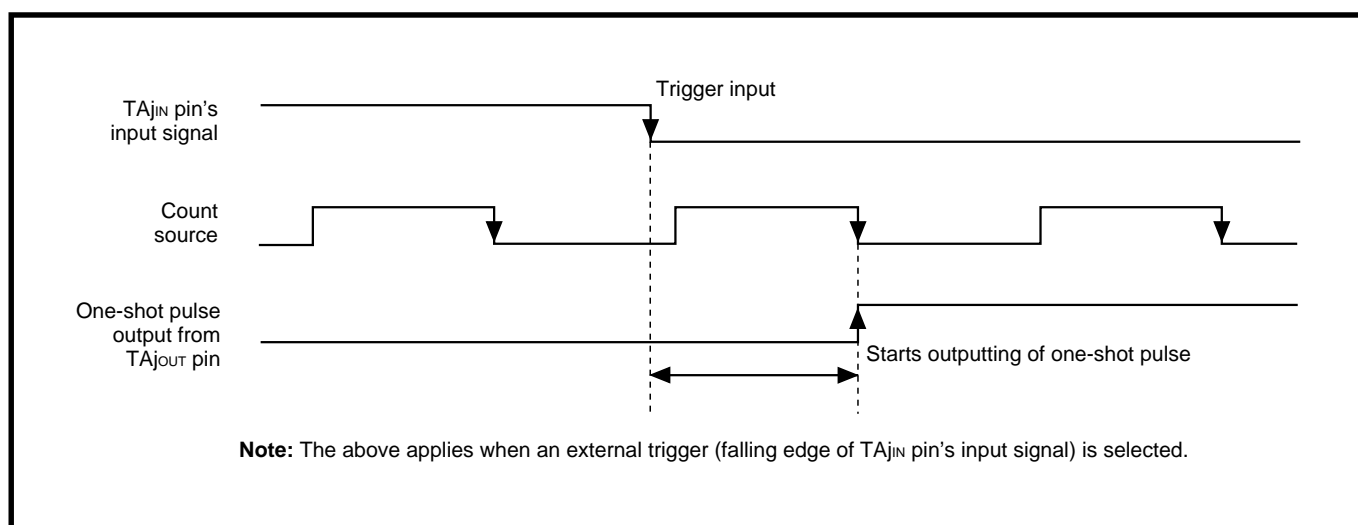 Trigger input
TAjIN pin's
input signal
Count
source
One-shot pulse
output from
TAjOUT pin
Starts outputting of one-shot pulse
Note: The above applies when an external trigger (falling edge of TAjIN pin's input signal) is selected.